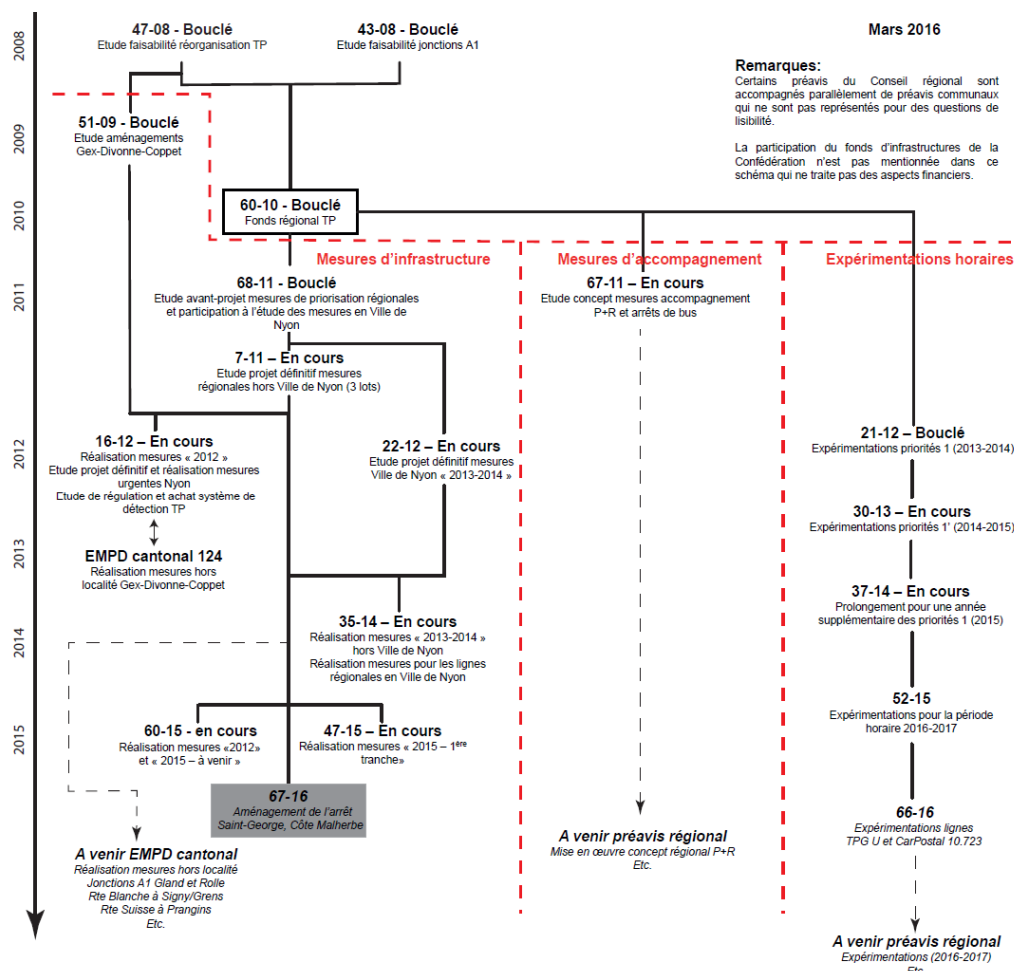 47-08 - Bouclé
Etude faisabilité réorganisation TP
43-08 - Bouclé
Etude faisabilité jonctions A1
Mars 2016
Remarques:
Certains préavis du Conseil régional sont
accompagnés parallèlement de préavis communaux
qui ne sont pas représentés pour des questions de
lisibilité.
La participation du fonds d'infrastructures de la
Confédération n'est pas mentionnée dans ce
schéma qui ne traite pas des aspects financiers.
2008
51-09 - Bouclé
Etude aménagements
Gex-Divonne-Coppet
2009
60-10 - Bouclé
Fonds régional TP
2010
Mesures d'infrastructure
Mesures d'accompagnement
Expérimentations horaires
68-11 - Bouclé
Etude avant-projet mesures de priorisation régionales
et participation à l'étude des mesures en Ville de
Nyon
67-11 – En cours
Etude concept mesures accompagnement
P+R et arrêts de bus
2011
7-11 – En cours
Etude projet définitif mesures
régionales hors Ville de Nyon (3 lots)
16-12 – En cours
Réalisation mesures « 2012 »
Etude projet définitif et réalisation mesures
urgentes Nyon
Etude de régulation et achat système de
détection TP
22-12 – En cours
Etude projet définitif mesures
Ville de Nyon « 2013-2014 »
21-12 – Bouclé
Expérimentations priorités 1 (2013-2014)
2012
30-13 – En cours
Expérimentations priorités 1' (2014-2015)
EMPD cantonal 124
Réalisation mesures hors
localité Gex-Divonne-Coppet
2013
37-14 – En cours
Prolongement pour une année
supplémentaire des priorités 1 (2015)
35-14 – En cours
Réalisation mesures « 2013-2014 »
hors Ville de Nyon
Réalisation mesures pour les lignes
régionales en Ville de Nyon
2014
52-15
Expérimentations pour la période
horaire 2016-2017
60-15 - en cours
Réalisation mesures «2012»
et « 2015 – à venir »
47-15 – En cours
Réalisation mesures « 2015 – 1ère
tranche»
2015
67-16
Aménagement de l'arrêt
Saint-George, Côte Malherbe
66-16
Expérimentations lignes
TPG U et CarPostal 10.723
A venir préavis régional
Mise en œuvre concept régional P+R
Etc.
A venir EMPD cantonal
Réalisation mesures hors localité
Jonctions A1 Gland et Rolle
Rte Blanche à Signy/Grens
Rte Suisse à Prangins
Etc.
A venir préavis régional
Expérimentations (2016-2017)
Etc